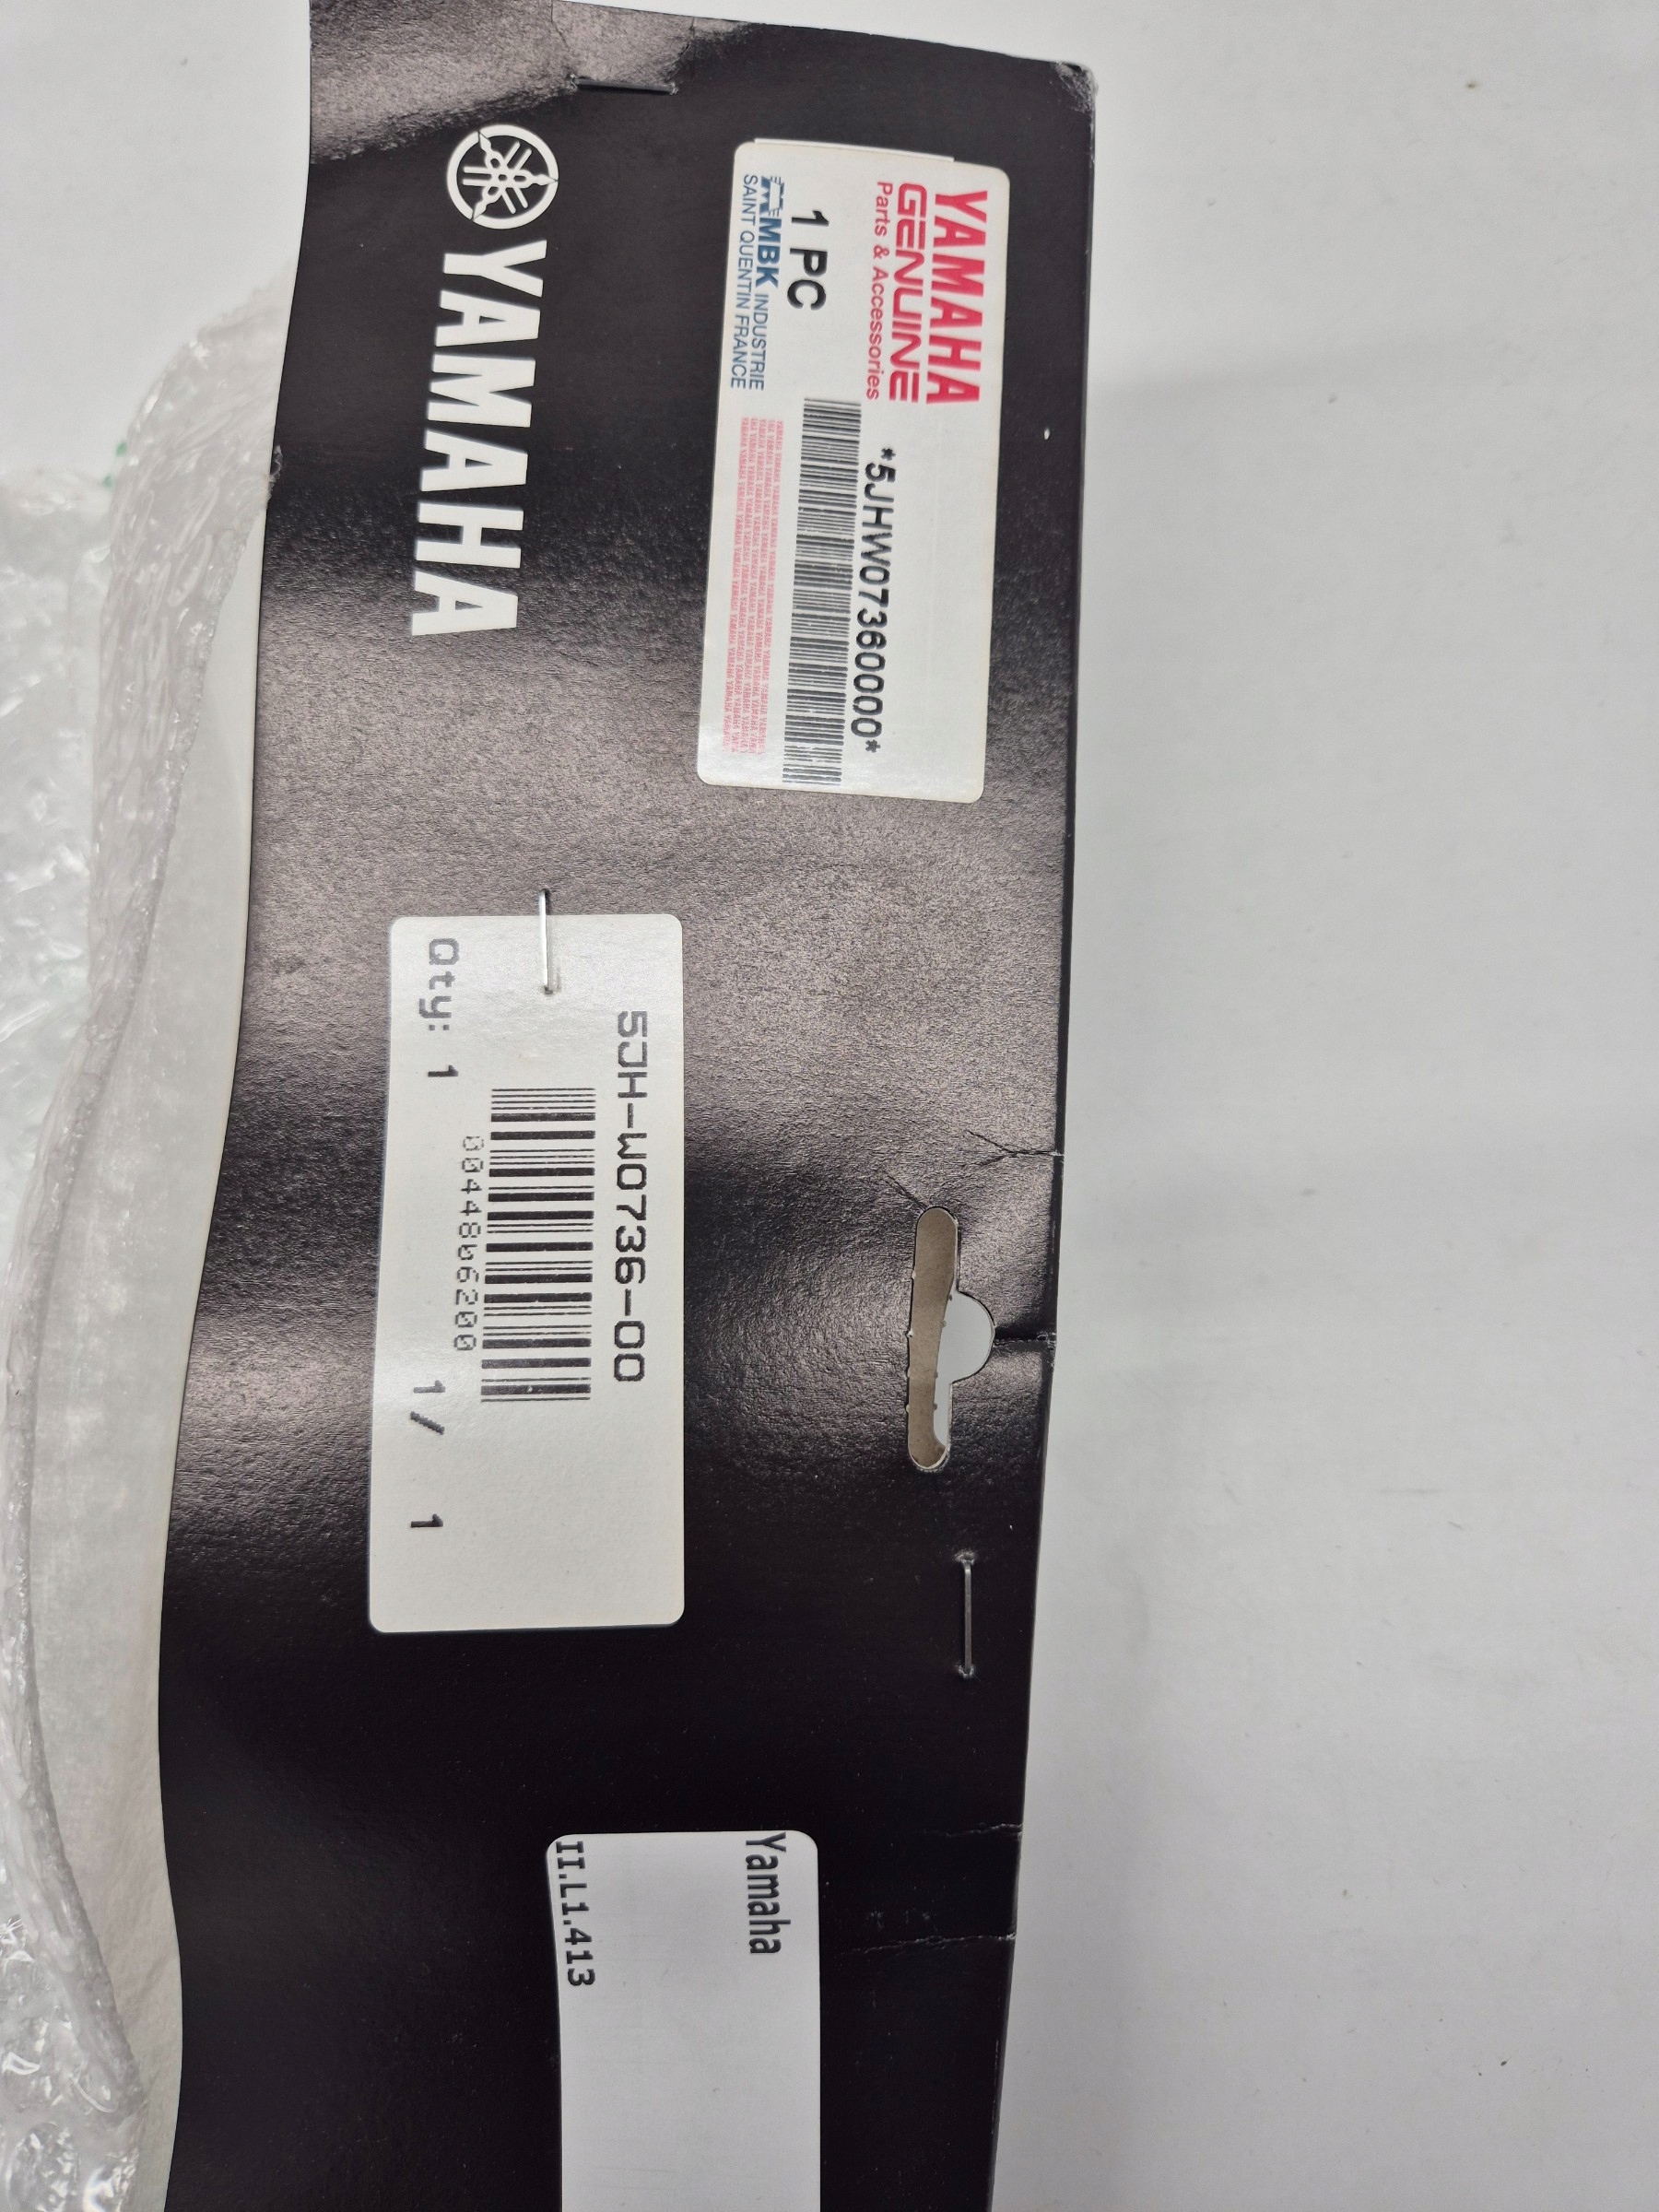 YAMAHA
GENUINE
Parts & Accessories
*5JHW07360000*
1 PC
MBK INDUSTRIE
SAINT QUENTIN FRANCE
YAMAHA
5JH-W0736-00
8044806200
Qty: 1
1/ 1
Yamaha
II.L1.413